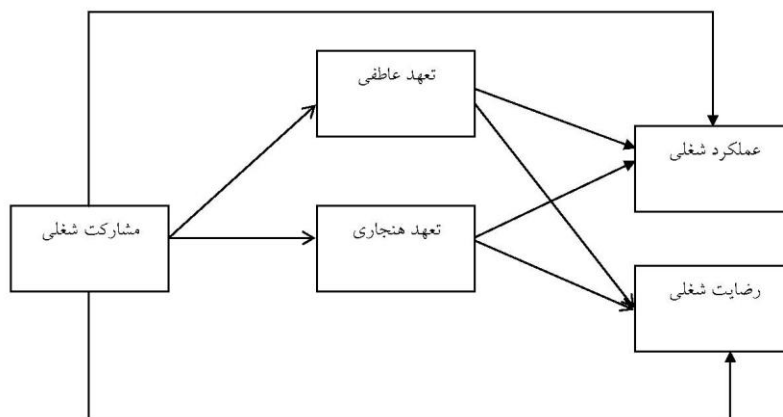 تعهد عاطفی
عملکرد شغلی
مشارکت شغلی
تعهد هنجاری
رضایت شغلی